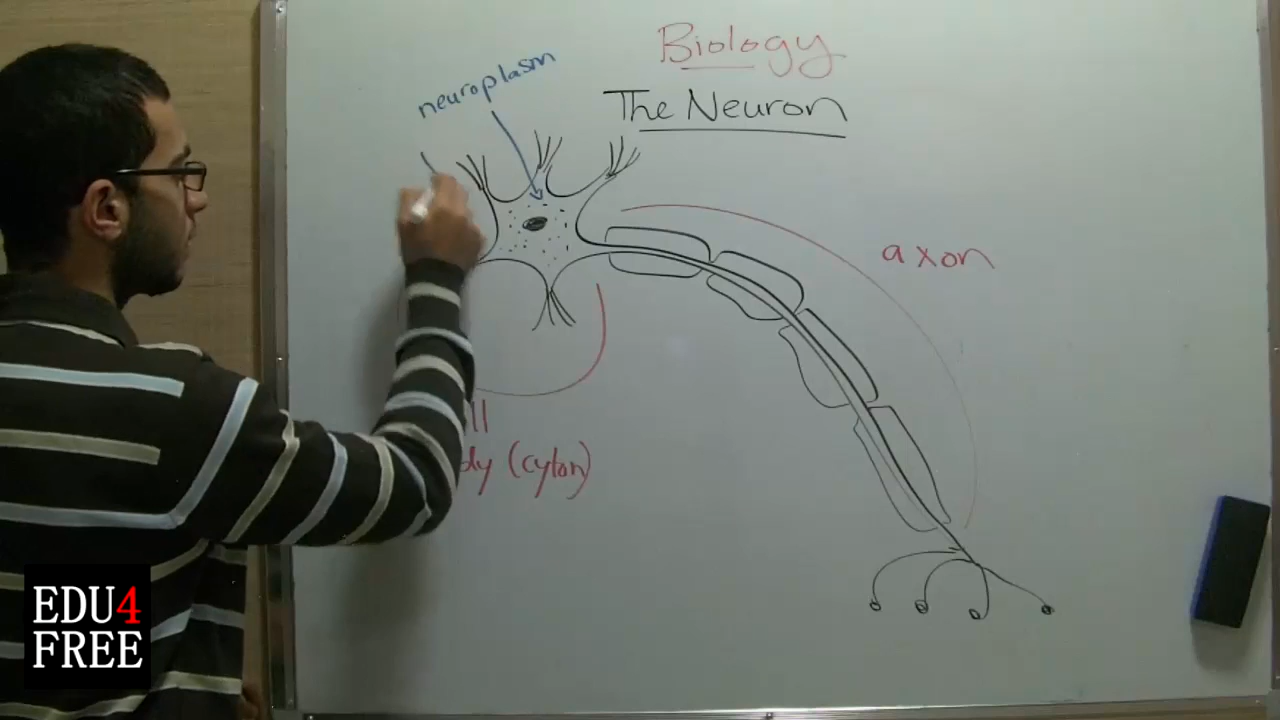 Biology
The Neuron
neuroplasm
axon
(cyton)
EDU4
FREE